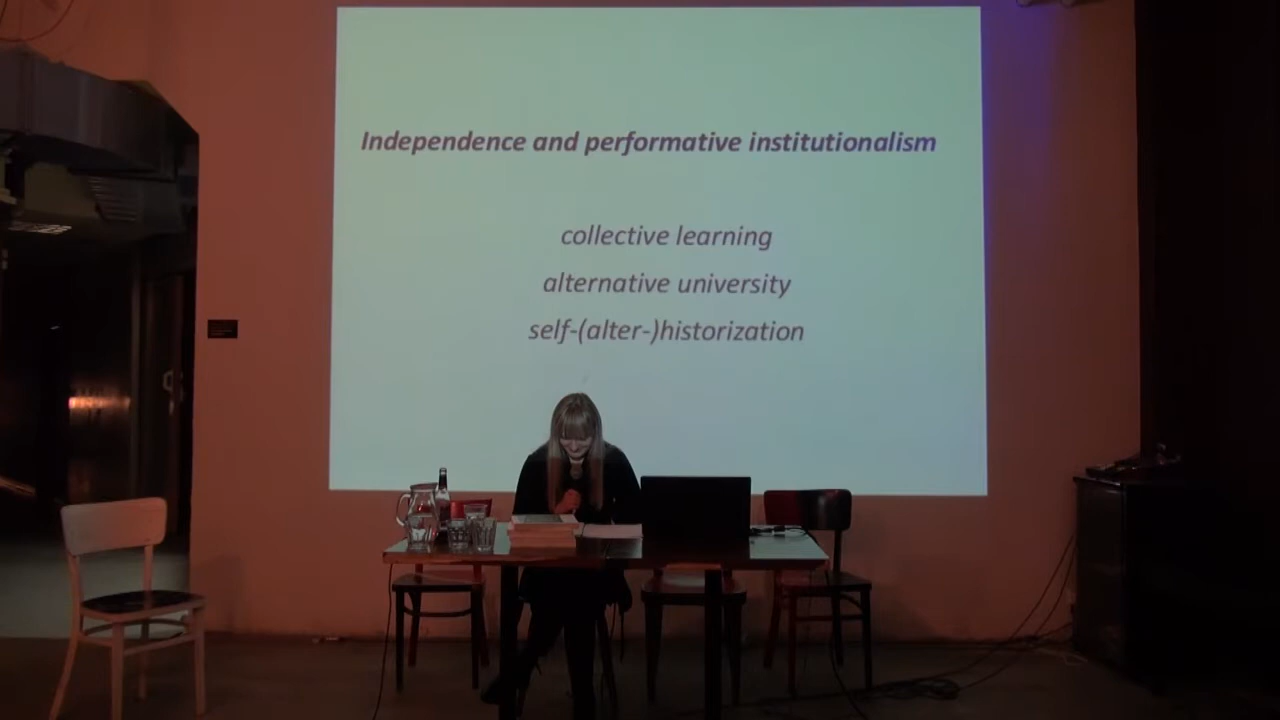 Independence and performative institutionalism
collective learning
alternative university
self-(alter-)historization